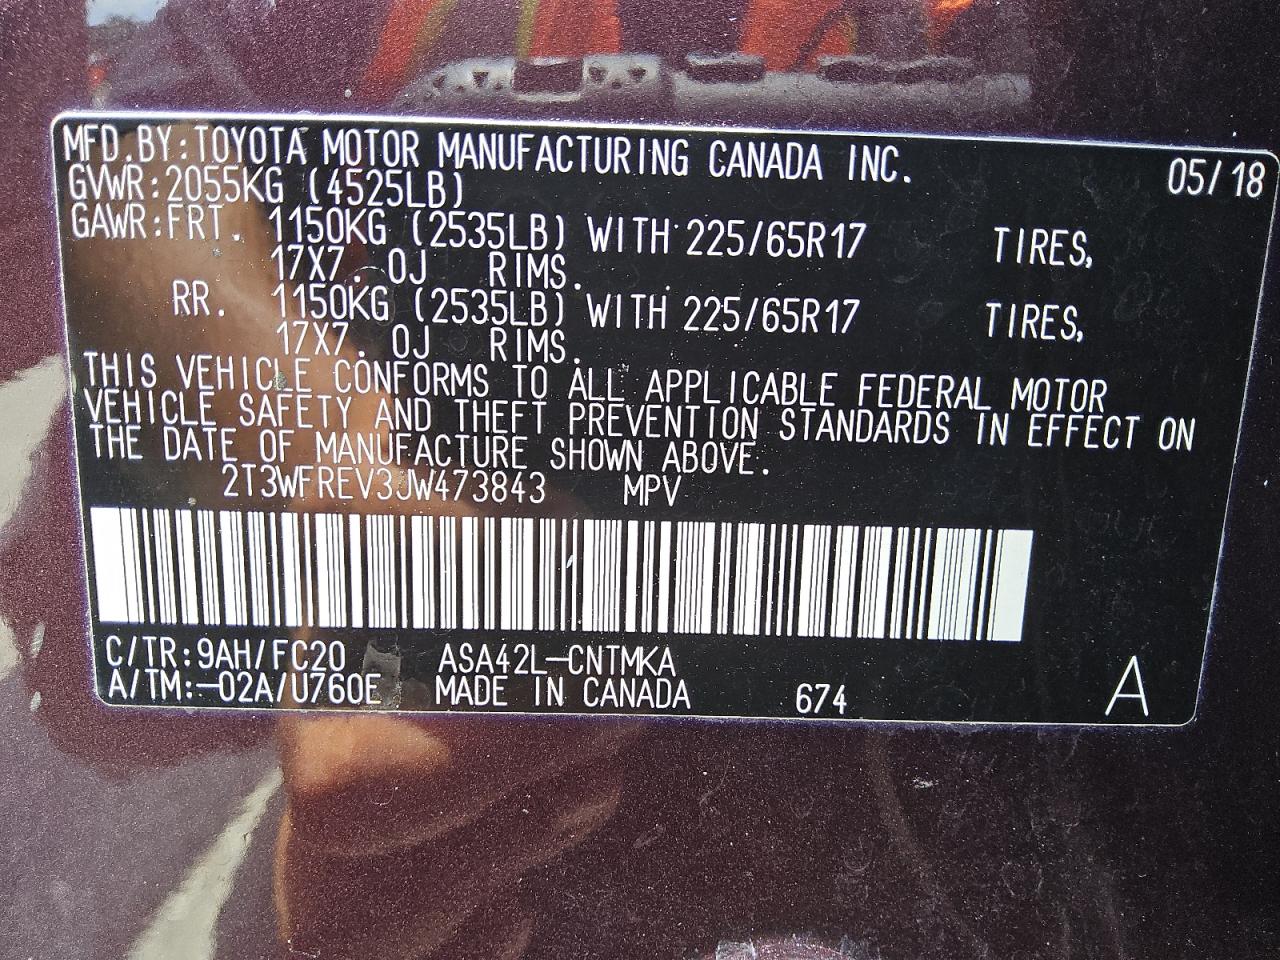 MFD.BY:TOYOTA MOTOR MANUFACTURING CANADA INC. 05/18
GVWR:2055KG (4525LB)
GAWR:FRT. 1150KG (2535LB) WITH 225/65R17 TIRES,
17X7.0J RIMS.
RR. 1150KG (2535LB) WITH 225/65R17 TIRES,
17X7.0J RIMS.
THIS VEHICLE CONFORMS TO ALL APPLICABLE FEDERAL MOTOR
VEHICLE SAFETY AND THEFT PREVENTION STANDARDS IN EFFECT ON
THE DATE OF MANUFACTURE SHOWN ABOVE.
2T3WFREV3JW473843 MPV
C/TR:9AH/FC20 ASA42L-CNTMKA
A/TM:-02A/U760E MADE IN CANADA 674 A